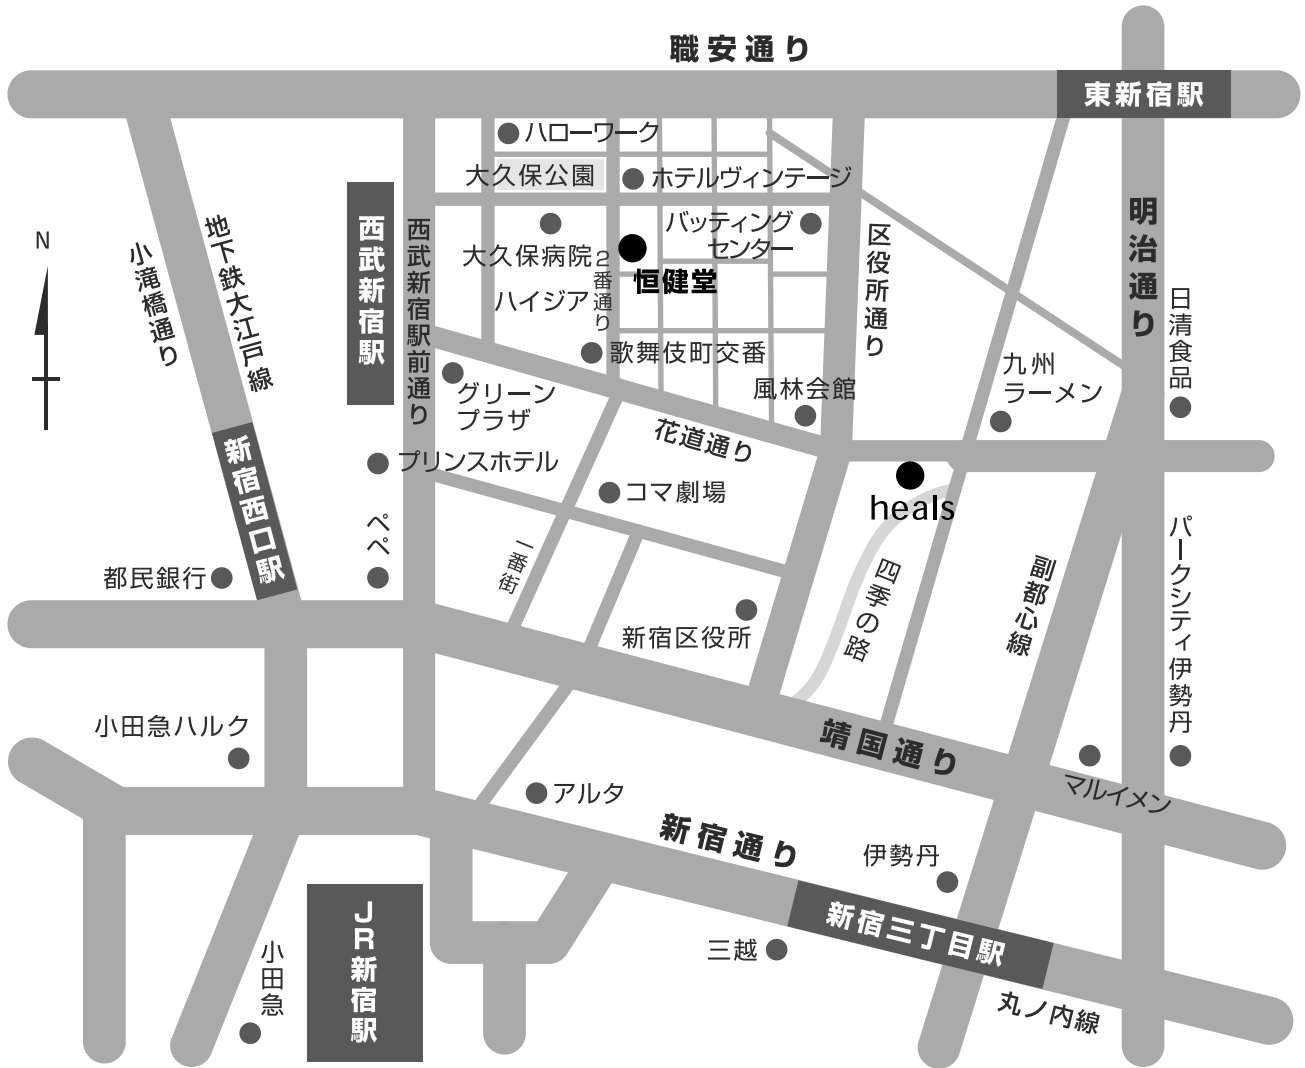 職安通り
東新宿駅
ハローワーク
大久保公園
ホテルヴィンテージ
明治通り
N
小滝橋通り
地下鉄大江戸線
西武新宿駅
西武新宿駅前通り
バッティング
センター
区役所通り
大久保病院
ハイジア
2番通り
恒健堂
日清食品
歌舞伎町交番
九州
ラーメン
風林会館
グリーン
プラザ
花道通り
新宿西口駅
プリンスホテル
コマ劇場
heals
ペペ
一番街
都民銀行
新宿区役所
四季の路
副都心線
パークシティ伊勢丹
小田急ハルク
靖国通り
マルイメン
アルタ
新宿通り
伊勢丹
JR新宿駅
新宿三丁目駅
三越
小田急
丸ノ内線